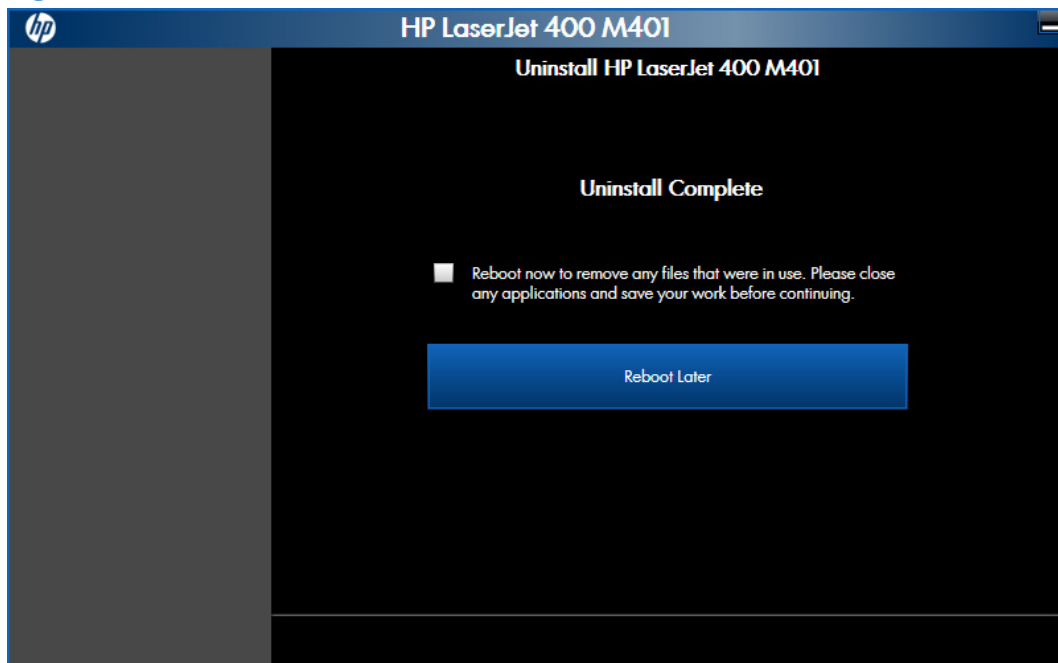 hp
HP LaserJet 400 M401
Uninstall HP LaserJet 400 M401
Uninstall Complete
Reboot now to remove any files that were in use. Please close
any applications and save your work before continuing.
Reboot Later